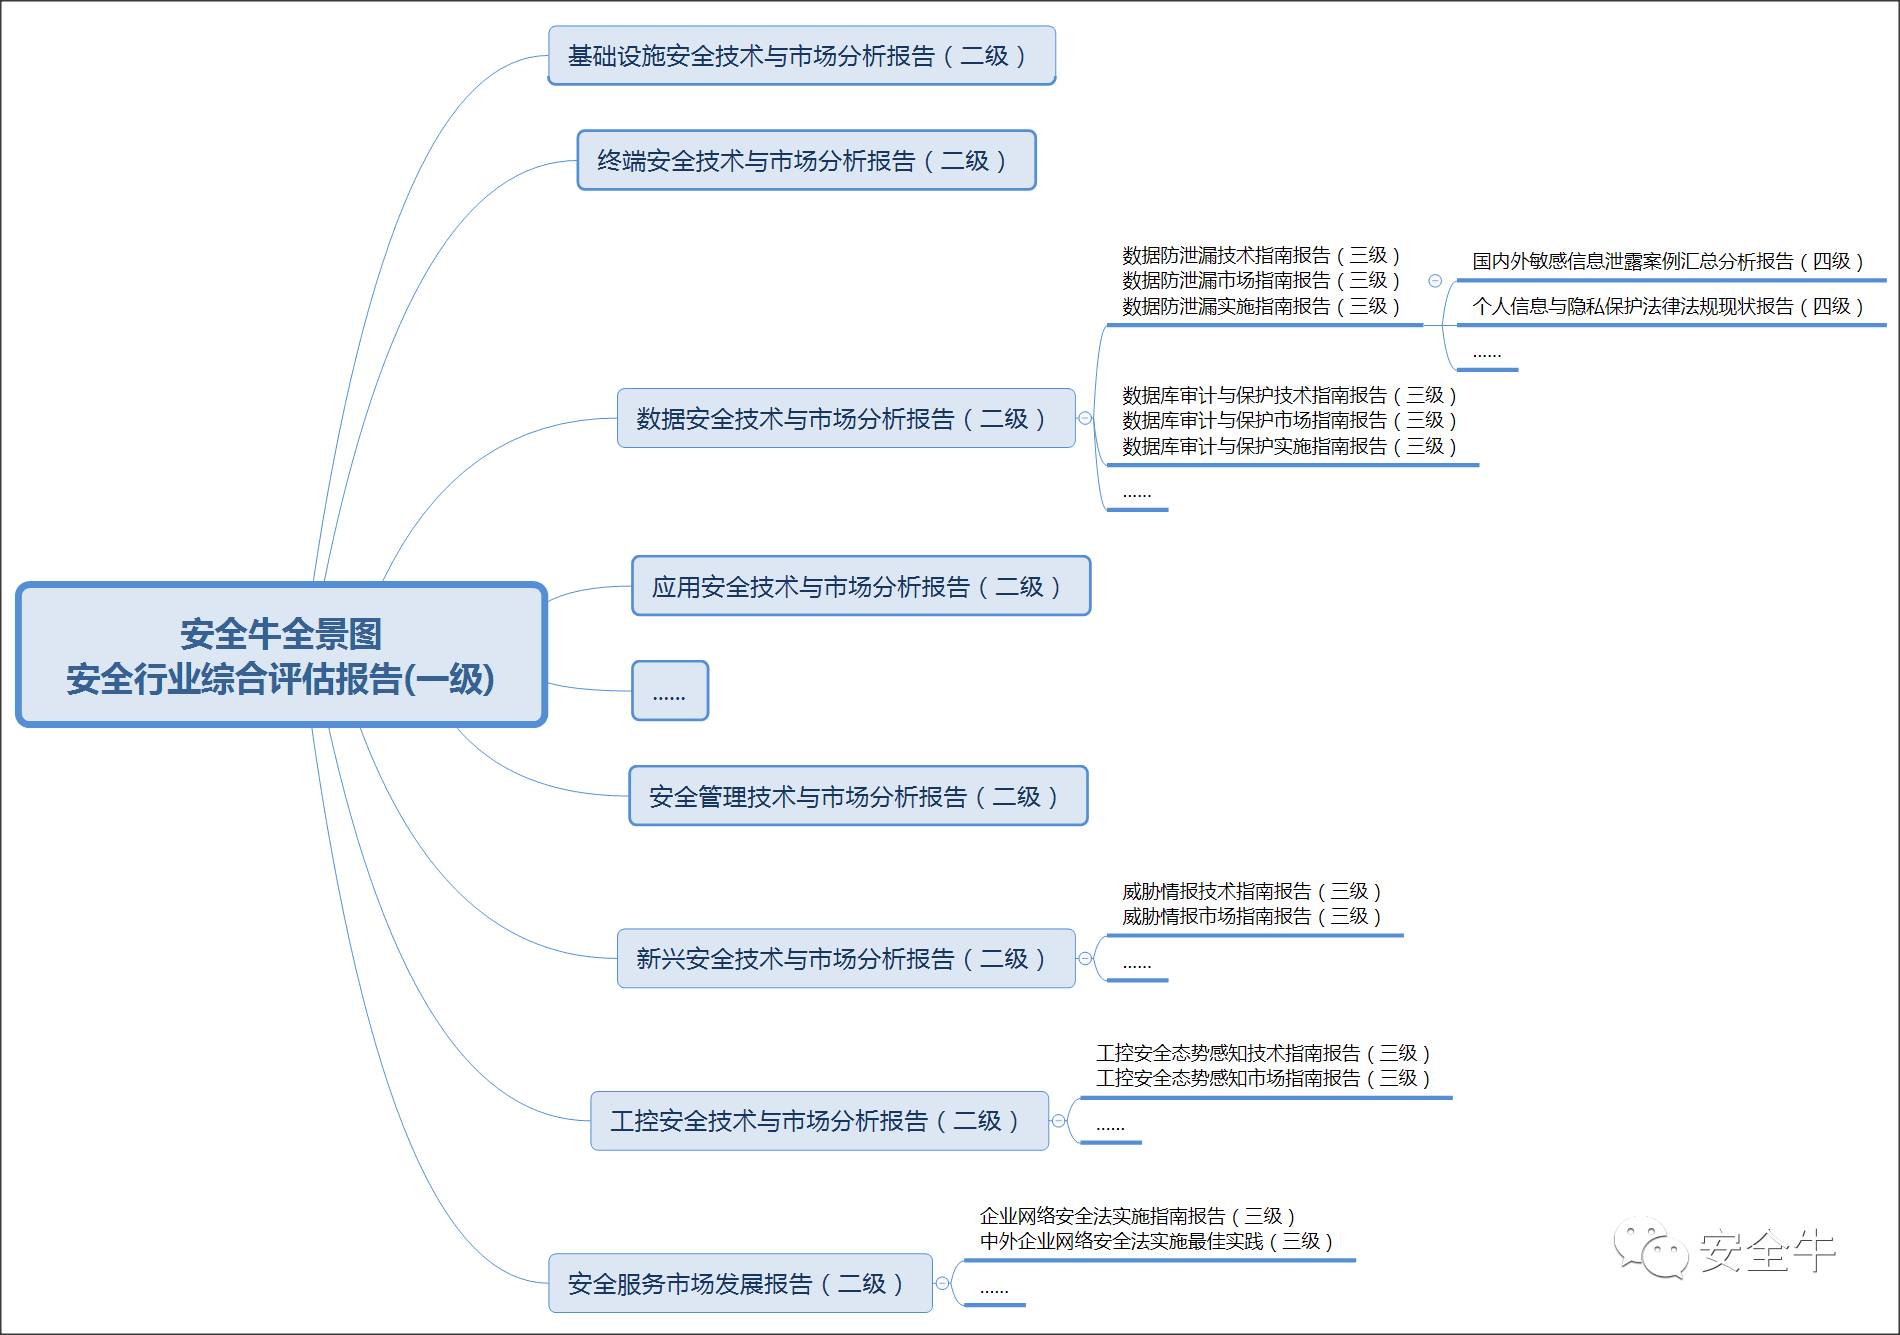 基础设施安全技术与市场分析报告（二级）
终端安全技术与市场分析报告（二级）
数据防泄漏技术指南报告（三级）
数据防泄漏市场指南报告（三级）
数据防泄漏实施指南报告（三级）
国内外敏感信息泄露案例汇总分析报告（四级）
个人信息与隐私保护法律法规现状报告（四级）
......
数据安全技术与市场分析报告（二级）
数据库审计与保护技术指南报告（三级）
数据库审计与保护市场指南报告（三级）
数据库审计与保护实施指南报告（三级）
......
应用安全技术与市场分析报告（二级）
安全牛全景图
安全行业综合评估报告(一级)
......
安全管理技术与市场分析报告（二级）
威胁情报技术指南报告（三级）
威胁情报市场指南报告（三级）
新兴安全技术与市场分析报告（二级）
......
工控安全态势感知技术指南报告（三级）
工控安全态势感知市场指南报告（三级）
工控安全技术与市场分析报告（二级）
......
企业网络安全法实施指南报告（三级）
中外企业网络安全法实施最佳实践（三级）
安全服务市场发展报告（二级）
......
安全牛